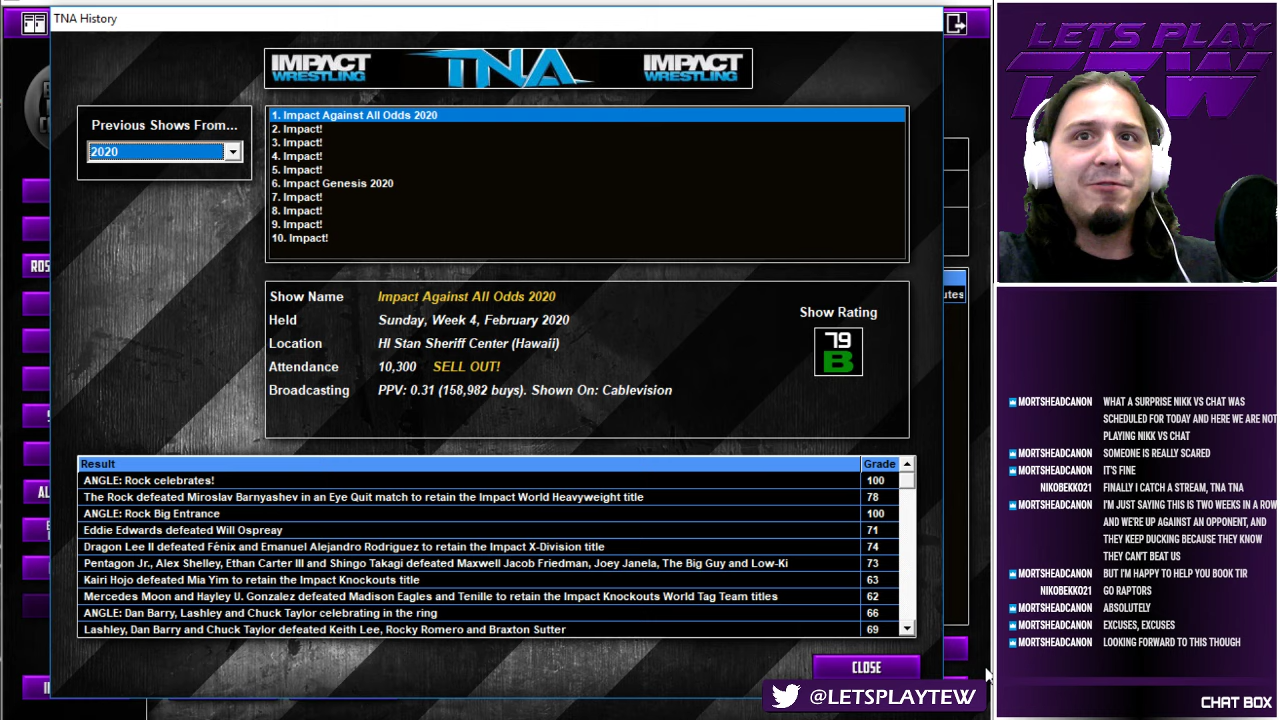 TNA History
IMPACT WRESTLING TNA IMPACT WRESTLING
Previous Shows From...
2020
1. Impact Against All Odds 2020
2. Impact!
3. Impact!
4. Impact!
5. Impact!
6. Impact Genesis 2020
7. Impact!
8. Impact!
9. Impact!
10. Impact!
Show Name Impact Against All Odds 2020
Held Sunday, Week 4, February 2020
Location HI Stan Sheriff Center (Hawaii)
Attendance 10,300 SELL OUT!
Broadcasting PPV: 0.31 (158,982 buys). Shown On: Cablevision
Show Rating
79
B
Result Grade
ANGLE: Rock celebrates! 100
The Rock defeated Miroslav Barnyashev in an Eye Quit match to retain the Impact World Heavyweight title 78
ANGLE: Rock Big Entrance 100
Eddie Edwards defeated Will Ospreay 71
Dragon Lee II defeated Fénix and Emanuel Alejandro Rodriguez to retain the Impact X-Division title 74
Pentagon Jr., Alex Shelley, Ethan Carter III and Shingo Takagi defeated Maxwell Jacob Friedman, Joey Janela, The Big Guy and Low-Ki 73
Kairi Hojo defeated Mia Yim to retain the Impact Knockouts title 63
Mercedes Moon and Hayley U. Gonzalez defeated Madison Eagles and Tenille to retain the Impact Knockouts World Tag Team titles 62
ANGLE: Dan Barry, Lashley and Chuck Taylor celebrating in the ring 66
Lashley, Dan Barry and Chuck Taylor defeated Keith Lee, Rocky Romero and Braxton Sutter 69
CLOSE
@LETSPLAYTEW
ROS
AL
utes
LETS PLAY
TEW
MORTSHEADCANON WHAT A SURPRISE NIKK VS CHAT WAS
SCHEDULED FOR TODAY AND HERE WE ARE NOT
PLAYING NIKK VS CHAT
MORTSHEADCANON SOMEONE IS REALLY SCARED
MORTSHEADCANON IT'S FINE
NIKOBEKKO21 FINALLY I CATCH A STREAM, TNA TNA
MORTSHEADCANON I'M JUST SAYING THIS IS TWO WEEKS IN A ROW
AND WE'RE UP AGAINST AN OPPONENT, AND
THEY KEEP DUCKING BECAUSE THEY KNOW
THEY CAN'T BEAT US
MORTSHEADCANON BUT I'M HAPPY TO HELP YOU BOOK TIR
NIKOBEKKO21 GO RAPTORS
MORTSHEADCANON ABSOLUTELY
MORTSHEADCANON EXCUSES, EXCUSES
MORTSHEADCANON LOOKING FORWARD TO THIS THOUGH
CHAT BOX